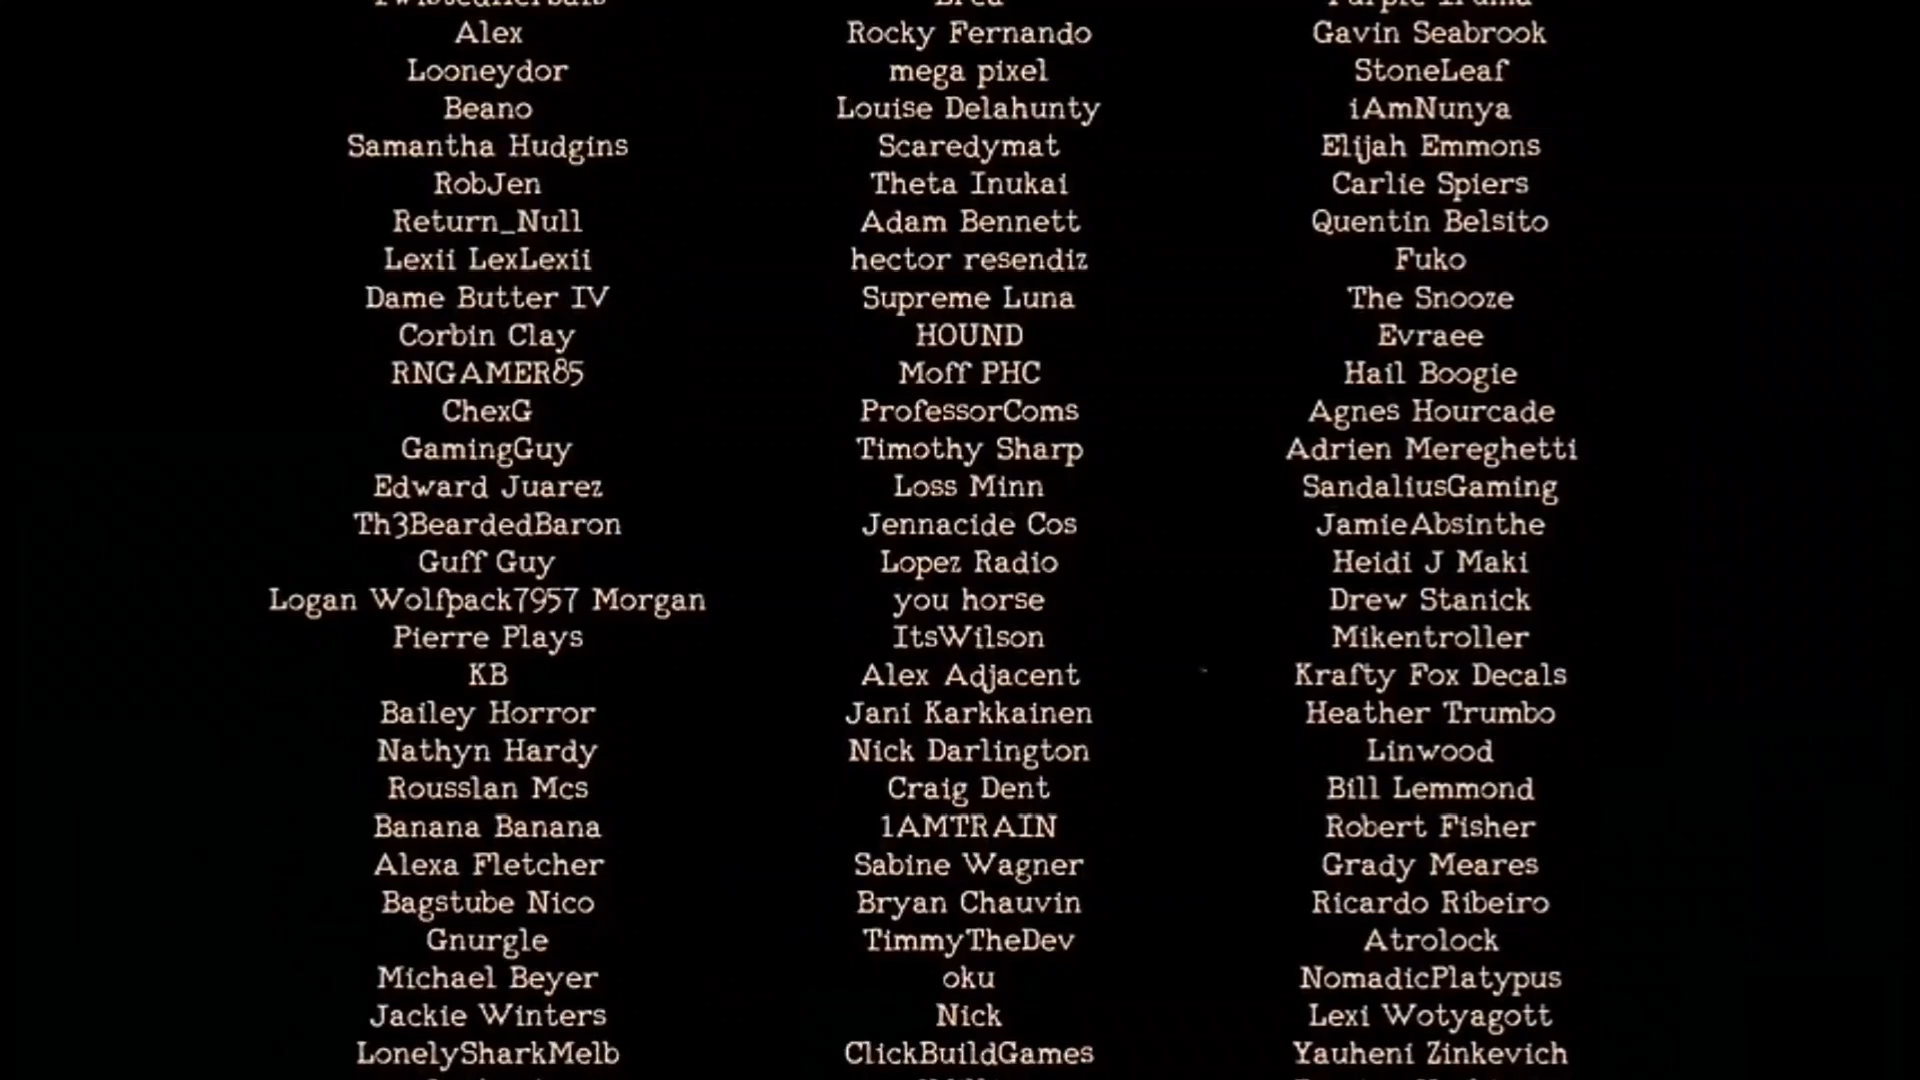 Alex
Looneydor
Beano
Samantha Hudgins
RobJen
Return_Null
Lexii LexLexii
Dame Butter IV
Corbin Clay
RNGAMER85
ChexG
GamingGuy
Edward Juarez
Th3BeardedBaron
Guff Guy
Logan Wolfpack7957 Morgan
Pierre Plays
KB
Bailey Horror
Nathyn Hardy
Rousslan Mcs
Banana Banana
Alexa Fletcher
Bagstube Nico
Gnurgle
Michael Beyer
Jackie Winters
LonelySharkMelb
Rocky Fernando
mega pixel
Louise Delahunty
Scaredymat
Theta Inukai
Adam Bennett
hector resendiz
Supreme Luna
HOUND
Moff PHC
ProfessorComs
Timothy Sharp
Loss Minn
Jennacide Cos
Lopez Radio
you horse
ItsWilson
Alex Adjacent
Jani Karkkainen
Nick Darlington
Craig Dent
1AMTRAIN
Sabine Wagner
Bryan Chauvin
TimmyTheDev
oku
Nick
ClickBuildGames
Gavin Seabrook
StoneLeaf
iAmNunya
Elijah Emmons
Carlie Spiers
Quentin Belsito
Fuko
The Snooze
Evraee
Hail Boogie
Agnes Hourcade
Adrien Mereghetti
SandaliusGaming
JamieAbsinthe
Heidi J Maki
Drew Stanick
Mikentroller
Krafty Fox Decals
Heather Trumbo
Linwood
Bill Lemmond
Robert Fisher
Grady Meares
Ricardo Ribeiro
Atrolock
NomadicPlatypus
Lexi Wotyagott
Yauheni Zinkevich